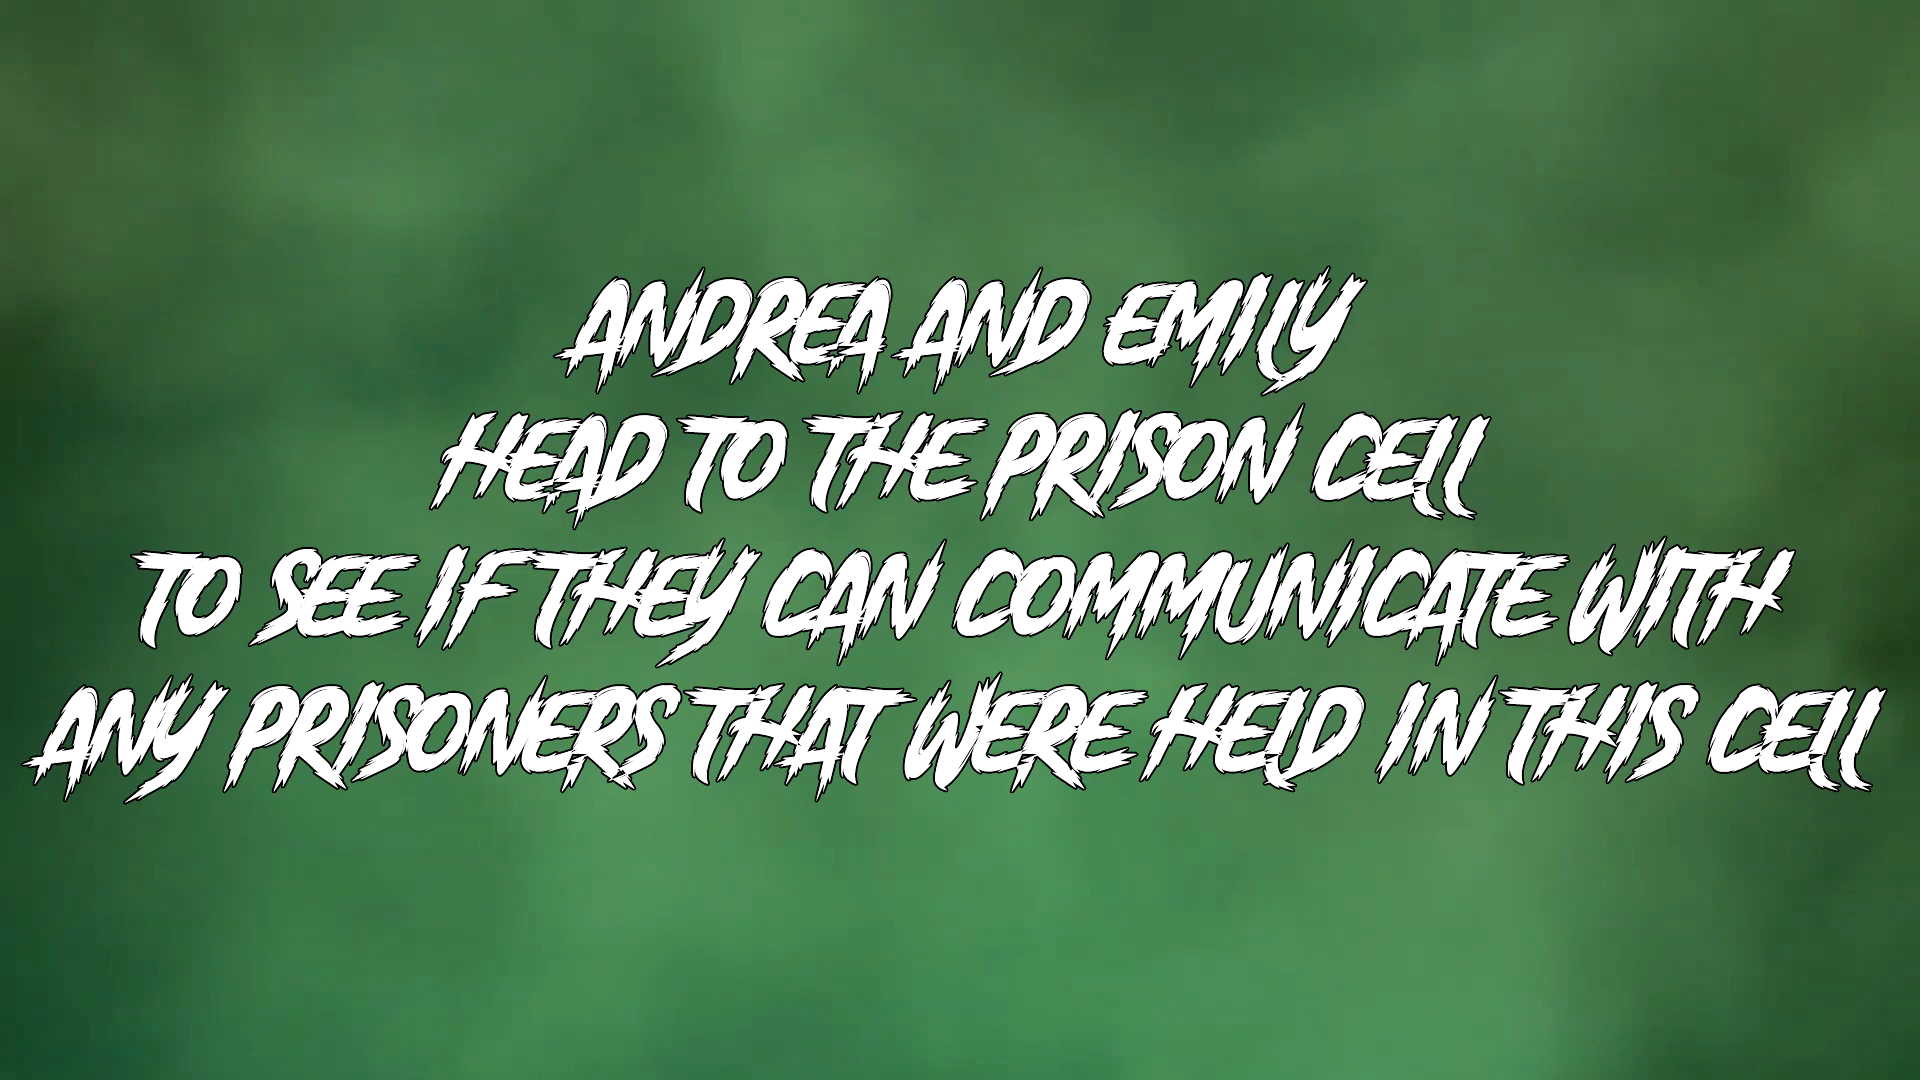 ANDREA AND EMILY
HEAD TO THE PRISON CELL
TO SEE IF THEY CAN COMMUNICATE WITH
ANY PRISONERS THAT WERE HELD IN THIS CELL